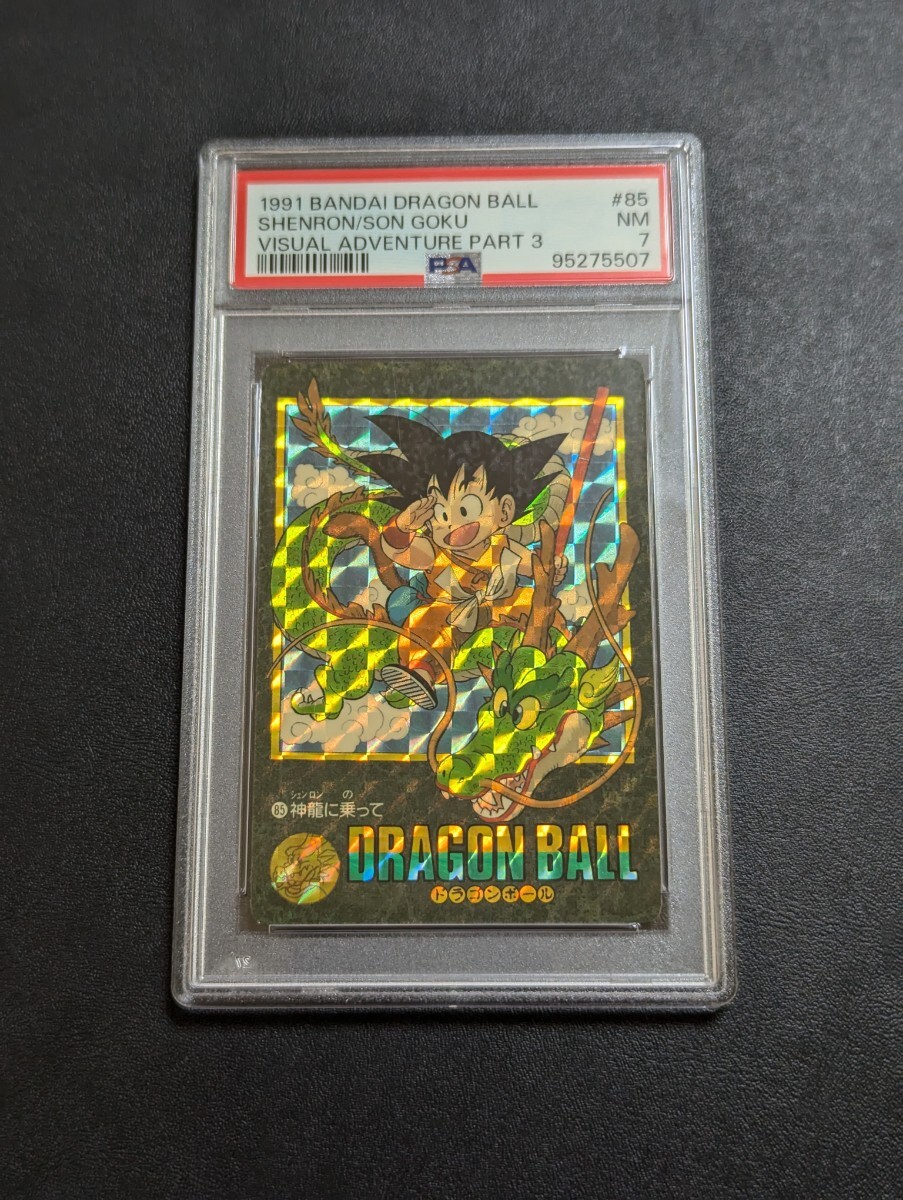 1991 BANDAI DRAGON BALL #85
SHENRON/SON GOKU NM
VISUAL ADVENTURE PART 3 7
PSA 95275507
シェンロン の
85 神龍に乗って
DRAGON BALL
ドラゴンボール